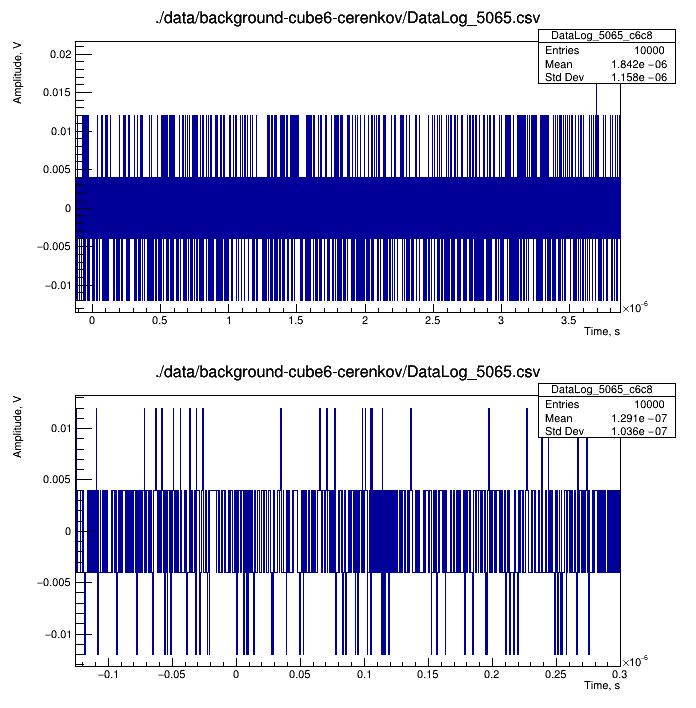 ./data/background-cube6-cerenkov/DataLog_5065.csv
DataLog_5065_c6c8
Entries 10000
Mean 1.842e −06
Std Dev 1.158e −06
Amplitude, V
0.02
0.015
0.01
0.005
0
−0.005
−0.01
0 0.5 1 1.5 2 2.5 3 3.5
×10⁻⁶
Time, s
./data/background-cube6-cerenkov/DataLog_5065.csv
DataLog_5065_c6c8
Entries 10000
Mean 1.291e −07
Std Dev 1.036e −07
Amplitude, V
0.01
0.005
0
−0.005
−0.01
−0.1 −0.05 0 0.05 0.1 0.15 0.2 0.25 0.3
×10⁻⁶
Time, s